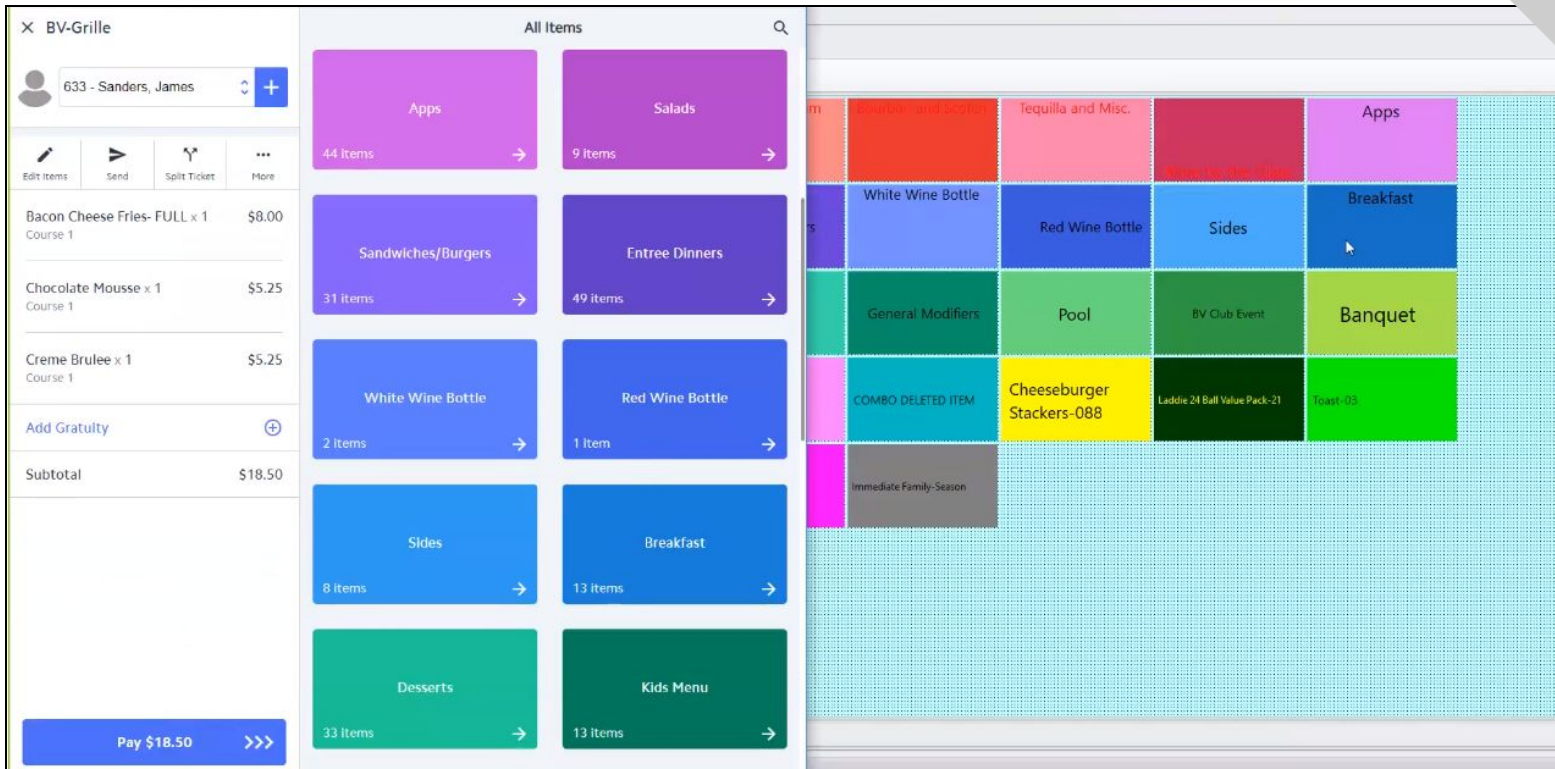 BV-Grille
633 - Sanders, James
Edit Items
Send
Split Ticket
More
Bacon Cheese Fries- FULL x 1 $8.00
Course 1
Chocolate Mousse x 1 $5.25
Course 1
Creme Brulee x 1 $5.25
Course 1
Add Gratuity
Subtotal $18.50
Pay $18.50
All Items
Apps
44 Items
Salads
9 Items
Sandwiches/Burgers
31 items
Entree Dinners
49 items
White Wine Bottle
2 items
Red Wine Bottle
1 Item
Sides
8 items
Breakfast
13 items
Desserts
33 items
Kids Menu
13 items
Bourbon and Scotch
Tequilla and Misc.
Apps
White Wine Bottle
Red Wine Bottle
Sides
Breakfast
General Modifiers
Pool
BV Club Event
Banquet
COMBO DELETED ITEM
Cheeseburger
Stackers-088
Laddie 24 Ball Value Pack-21
Toast-03
Immediate Family-Season